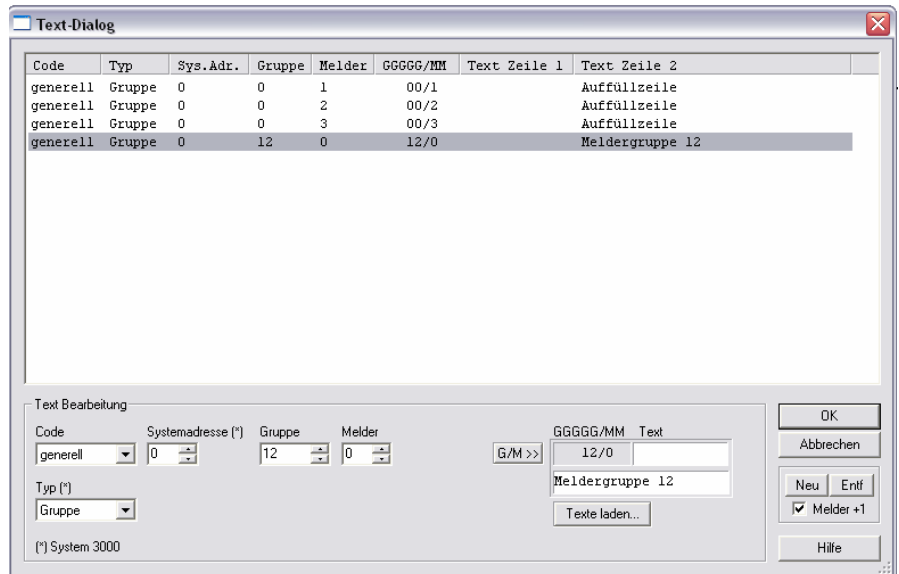 Text-Dialog
Code Typ Sys.Adr. Gruppe Melder GGGGG/MM Text Zeile 1 Text Zeile 2
generell Gruppe 0 0 1 00/1 Auffüllzeile
generell Gruppe 0 0 2 00/2 Auffüllzeile
generell Gruppe 0 0 3 00/3 Auffüllzeile
generell Gruppe 0 12 0 12/0 Meldergruppe 12
Text Bearbeitung
Code Systemadresse (*) Gruppe Melder GGGGG/MM Text
generell 0 12 0 G/M >> 12/0
Meldergruppe 12
Typ (*)
Gruppe
Texte laden...
(*) System 3000
OK
Abbrechen
Neu Entf
Melder +1
Hilfe